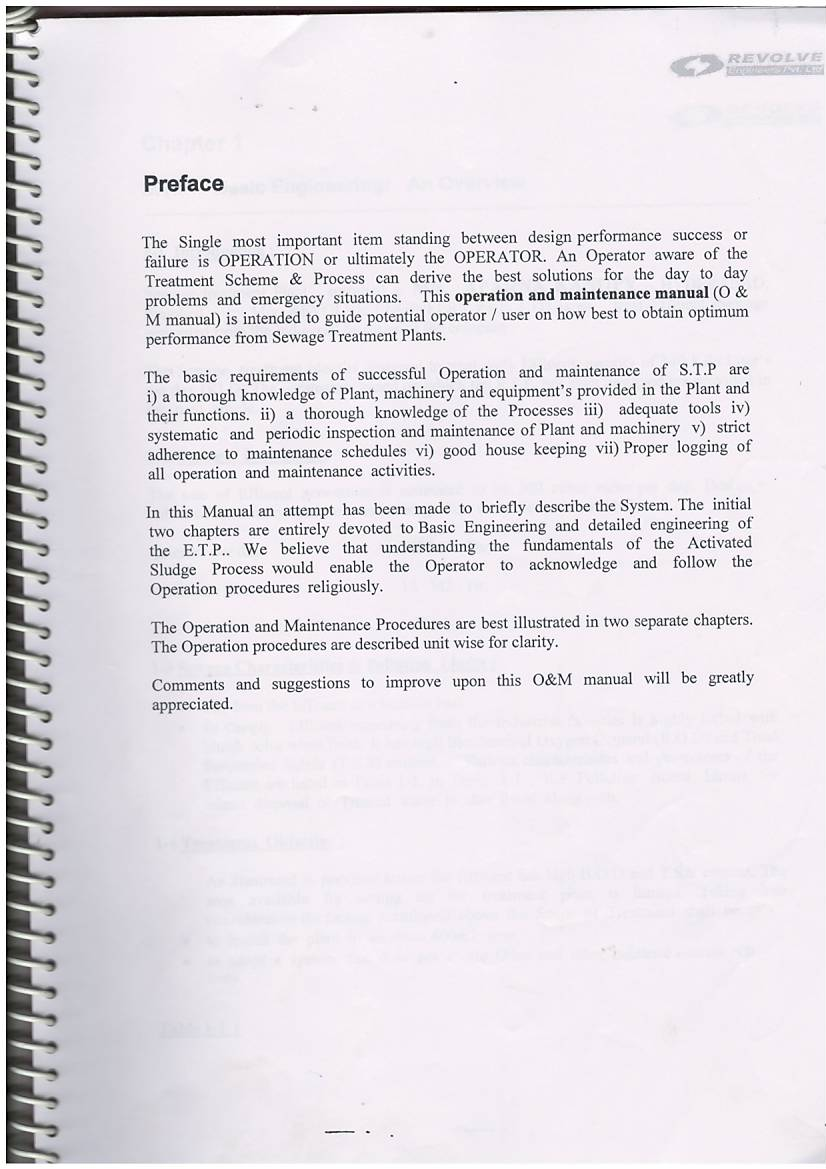 REVOLVE
Engineers Pvt. Ltd
Chapter 1
Basic Engineering: An Overview
Preface
The Single most important item standing between design performance success or
failure is OPERATION or ultimately the OPERATOR. An Operator aware of the
Treatment Scheme & Process can derive the best solutions for the day to day
problems and emergency situations. This operation and maintenance manual (O &
M manual) is intended to guide potential operator / user on how best to obtain optimum
performance from Sewage Treatment Plants.
The basic requirements of successful Operation and maintenance of S.T.P are
i) a thorough knowledge of Plant, machinery and equipment's provided in the Plant and
their functions. ii) a thorough knowledge of the Processes iii) adequate tools iv)
systematic and periodic inspection and maintenance of Plant and machinery v) strict
adherence to maintenance schedules vi) good house keeping vii) Proper logging of
all operation and maintenance activities.
In this Manual an attempt has been made to briefly describe the System. The initial
two chapters are entirely devoted to Basic Engineering and detailed engineering of
the E.T.P.. We believe that understanding the fundamentals of the Activated
Sludge Process would enable the Operator to acknowledge and follow the
Operation procedures religiously.
The Operation and Maintenance Procedures are best illustrated in two separate chapters.
The Operation procedures are described unit wise for clarity.
Comments and suggestions to improve upon this O&M manual will be greatly
appreciated.